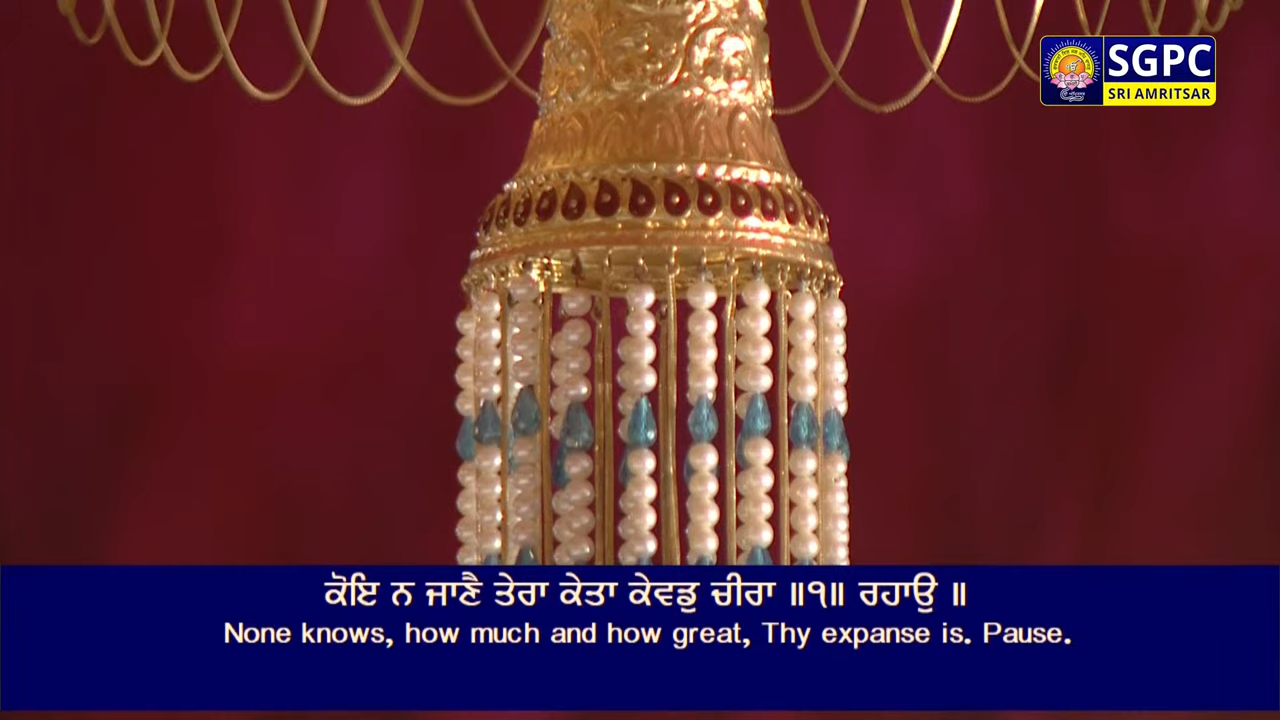 SGPC
SRI AMRITSAR
ਕੋਇ ਨ ਜਾਣੈ ਤੇਰਾ ਕੇਤਾ ਕੇਵਡੁ ਚੀਰਾ ॥੧॥ ਰਹਾਉ ॥
None knows, how much and how great, Thy expanse is. Pause.